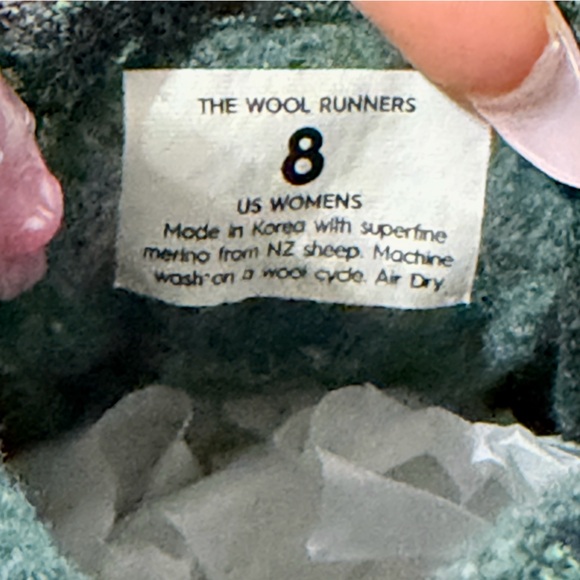 THE WOOL RUNNERS
8
US WOMENS
Made in Korea with superfine
merino from NZ sheep. Machine
wash on a wool cycle. Air Dry.